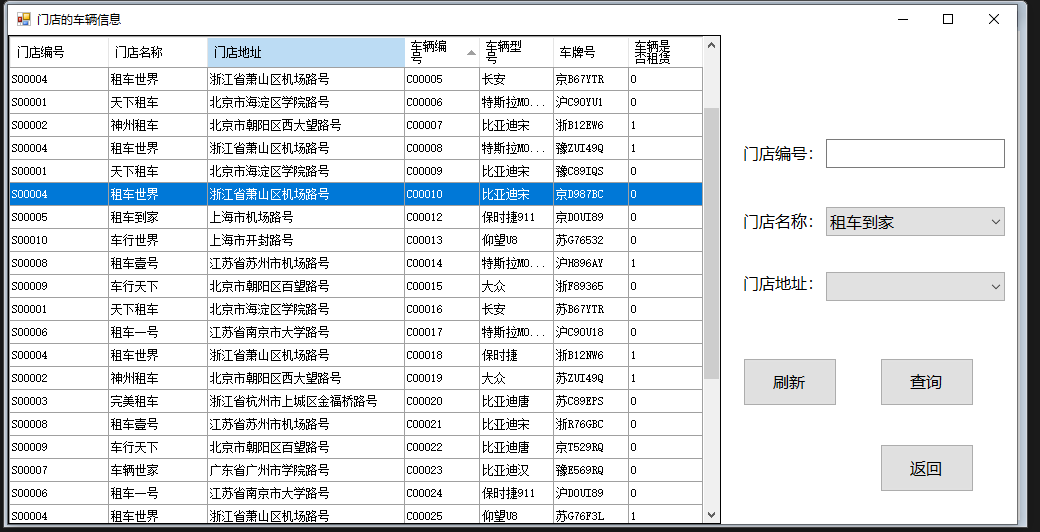 门店的车辆信息
门店编号 门店名称 门店地址 车辆编号 车辆型号 车牌号 车辆是否租赁
S00004 租车世界 浙江省萧山区机场路号 C00005 长安 京B67YTR 0
S00001 天下租车 北京市海淀区学院路号 C00006 特斯拉MO... 沪C90YU1 0
S00002 神州租车 北京市朝阳区西大望路号 C00007 比亚迪宋 浙B12EW6 1
S00004 租车世界 浙江省萧山区机场路号 C00008 特斯拉MO... 豫ZUI49Q 1
S00001 天下租车 北京市海淀区学院路号 C00009 比亚迪宋 豫C89IQS 0
S00004 租车世界 浙江省萧山区机场路号 C00010 比亚迪宋 京D987BC 0
S00005 租车到家 上海市机场路号 C00012 保时捷911 京DOUI89 0
S00010 车行世界 上海市开封路号 C00013 仰望U8 苏G76532 0
S00008 租车壹号 江苏省苏州市机场路号 C00014 特斯拉MO... 沪H896AY 1
S00009 车行天下 北京市朝阳区百望路号 C00015 大众 浙F89365 0
S00001 天下租车 北京市海淀区学院路号 C00016 长安 苏B67YTR 0
S00006 租车一号 江苏省南京市大学路号 C00017 特斯拉MO... 沪C90U18 0
S00004 租车世界 浙江省萧山区机场路号 C00018 保时捷 浙B12NW6 1
S00002 神州租车 北京市朝阳区西大望路号 C00019 大众 苏ZUI49Q 1
S00003 完美租车 浙江省杭州市上城区金福桥路号 C00020 比亚迪唐 苏C89EPS 0
S00008 租车壹号 江苏省苏州市机场路号 C00021 比亚迪宋 浙R76GBC 0
S00009 车行天下 北京市朝阳区百望路号 C00022 比亚迪唐 京T529RQ 0
S00007 车辆世家 广东省广州市学院路号 C00023 比亚迪汉 豫E569RQ 0
S00006 租车一号 江苏省南京市大学路号 C00024 保时捷911 沪DOUI89 0
S00004 租车世界 浙江省萧山区机场路号 C00025 仰望U8 苏G76F3L 1
门店编号:
门店名称: 租车到家
门店地址:
刷新 查询
返回